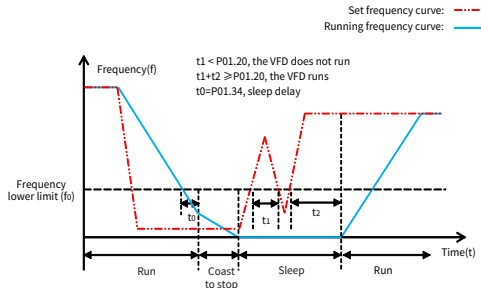 Set frequency curve:
Running frequency curve:
t1 < P01.20, the VFD does not run
t1+t2 ≥P01.20, the VFD runs
t0=P01.34, sleep delay
Frequency(f)
Frequency
lower limit (f0)
t0
t1
t2
Time(t)
Run
Coast
to stop
Sleep
Run